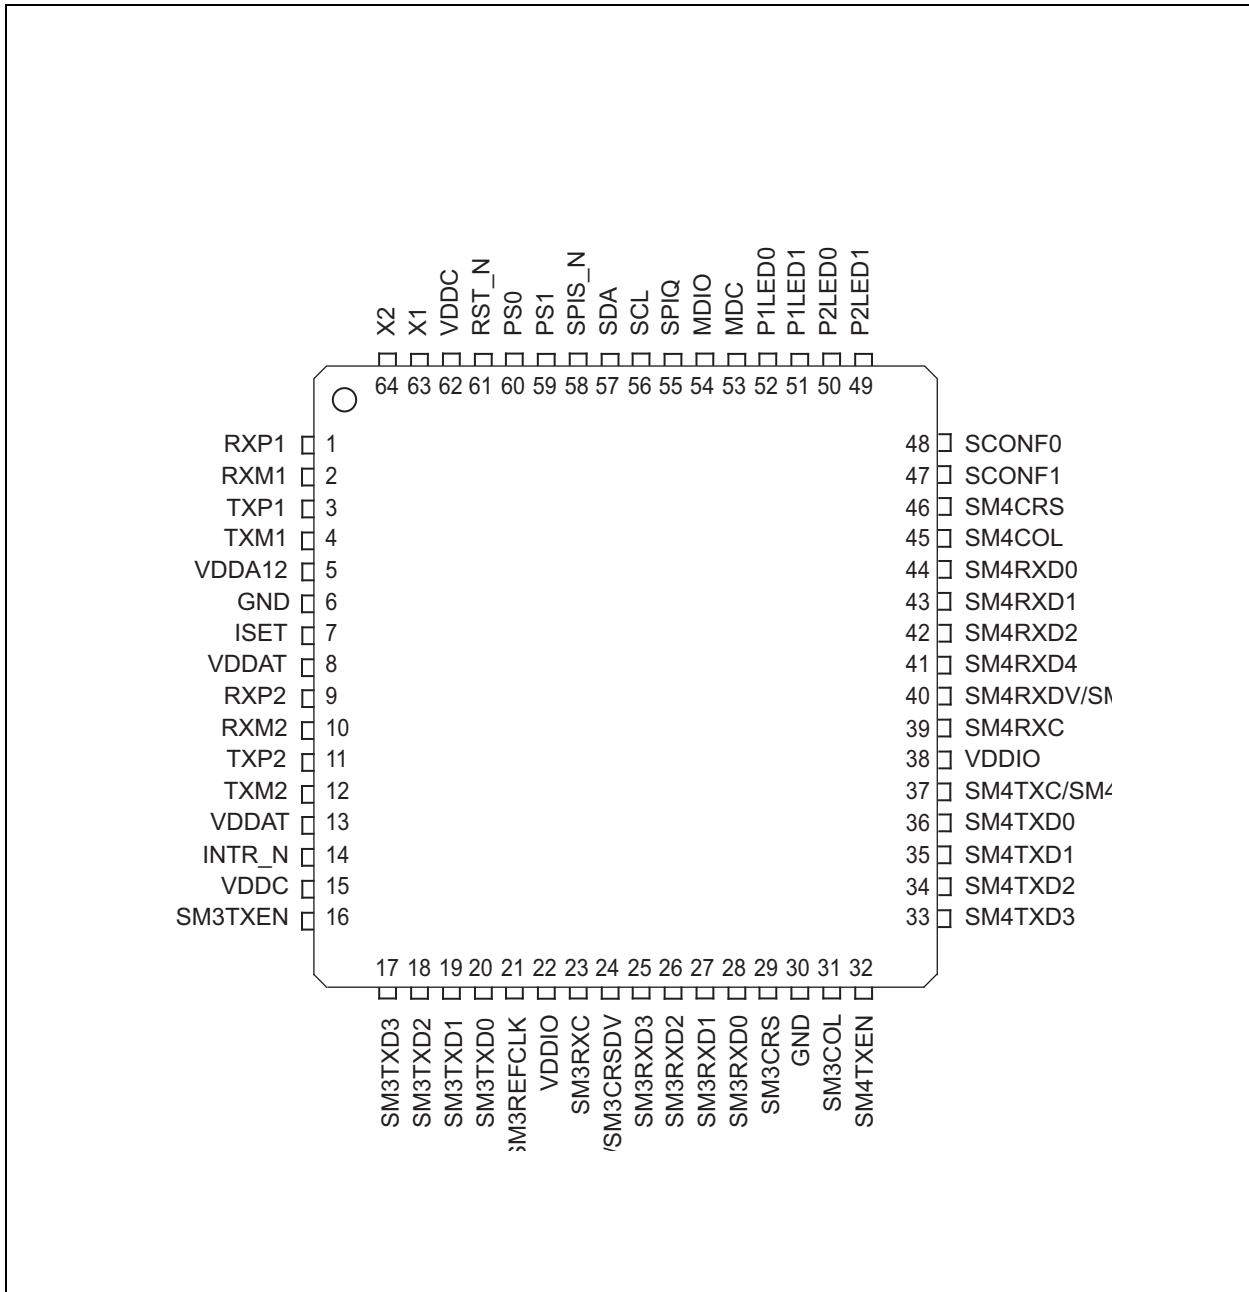 X2
X1
VDDC
RST_N
PS0
PS1
SPIS_N
SDA
SCL
SPIQ
MDIO
MDC
P1LED0
P1LED1
P2LED0
P2LED1
64 63 62 61 60 59 58 57 56 55 54 53 52 51 50 49
RXP1 1
RXM1 2
TXP1 3
TXM1 4
VDDA12 5
GND 6
ISET 7
VDDAT 8
RXP2 9
RXM2 10
TXP2 11
TXM2 12
VDDAT 13
INTR_N 14
VDDC 15
SM3TXEN 16
48 SCONF0
47 SCONF1
46 SM4CRS
45 SM4COL
44 SM4RXD0
43 SM4RXD1
42 SM4RXD2
41 SM4RXD4
40 SM4RXDV/SM
39 SM4RXC
38 VDDIO
37 SM4TXC/SM4
36 SM4TXD0
35 SM4TXD1
34 SM4TXD2
33 SM4TXD3
17 18 19 20 21 22 23 24 25 26 27 28 29 30 31 32
SM3TXD3
SM3TXD2
SM3TXD1
SM3TXD0
SM3REFCLK
VDDIO
SM3RXC
/SM3CRSDV
SM3RXD3
SM3RXD2
SM3RXD1
SM3RXD0
SM3CRS
GND
SM3COL
SM4TXEN